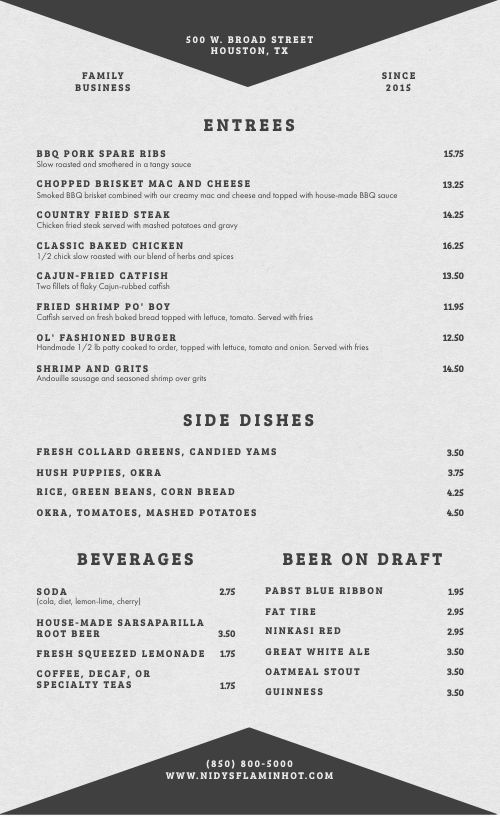 500 W. BROAD STREET
HOUSTON, TX
FAMILY
BUSINESS
SINCE
2015
ENTREES
BBQ PORK SPARE RIBS 15.75
Slow roasted and smothered in a tangy sauce
CHOPPED BRISKET MAC AND CHEESE 13.25
Smoked BBQ brisket combined with our creamy mac and cheese and topped with house-made BBQ sauce
COUNTRY FRIED STEAK 14.25
Chicken fried steak served with mashed potatoes and gravy
CLASSIC BAKED CHICKEN 16.25
1/2 chick slow roasted with our blend of herbs and spices
CAJUN-FRIED CATFISH 13.50
Two fillets of flaky Cajun-rubbed catfish
FRIED SHRIMP PO' BOY 11.95
Catfish served on fresh baked bread topped with lettuce, tomato. Served with fries
OL' FASHIONED BURGER 12.50
Handmade 1/2 lb patty cooked to order, topped with lettuce, tomato and onion. Served with fries
SHRIMP AND GRITS 14.50
Andouille sausage and seasoned shrimp over grits
SIDE DISHES
FRESH COLLARD GREENS, CANDIED YAMS 3.50
HUSH PUPPIES, OKRA 3.75
RICE, GREEN BEANS, CORN BREAD 4.25
OKRA, TOMATOES, MASHED POTATOES 4.50
BEVERAGES
SODA 2.75
(cola, diet, lemon-lime, cherry)
HOUSE-MADE SARSAPARILLA
ROOT BEER 3.50
FRESH SQUEEZED LEMONADE 1.75
COFFEE, DECAF, OR
SPECIALTY TEAS 1.75
BEER ON DRAFT
PABST BLUE RIBBON 1.95
FAT TIRE 2.95
NINKASI RED 2.95
GREAT WHITE ALE 3.50
OATMEAL STOUT 3.50
GUINNESS 3.50
(850) 800-5000
WWW.NIDYSFLAMINHOT.COM